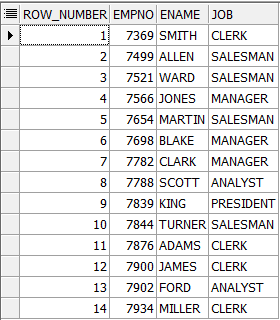 ROW_NUMBER EMPNO ENAME JOB
1 7369 SMITH CLERK
2 7499 ALLEN SALESMAN
3 7521 WARD SALESMAN
4 7566 JONES MANAGER
5 7654 MARTIN SALESMAN
6 7698 BLAKE MANAGER
7 7782 CLARK MANAGER
8 7788 SCOTT ANALYST
9 7839 KING PRESIDENT
10 7844 TURNER SALESMAN
11 7876 ADAMS CLERK
12 7900 JAMES CLERK
13 7902 FORD ANALYST
14 7934 MILLER CLERK